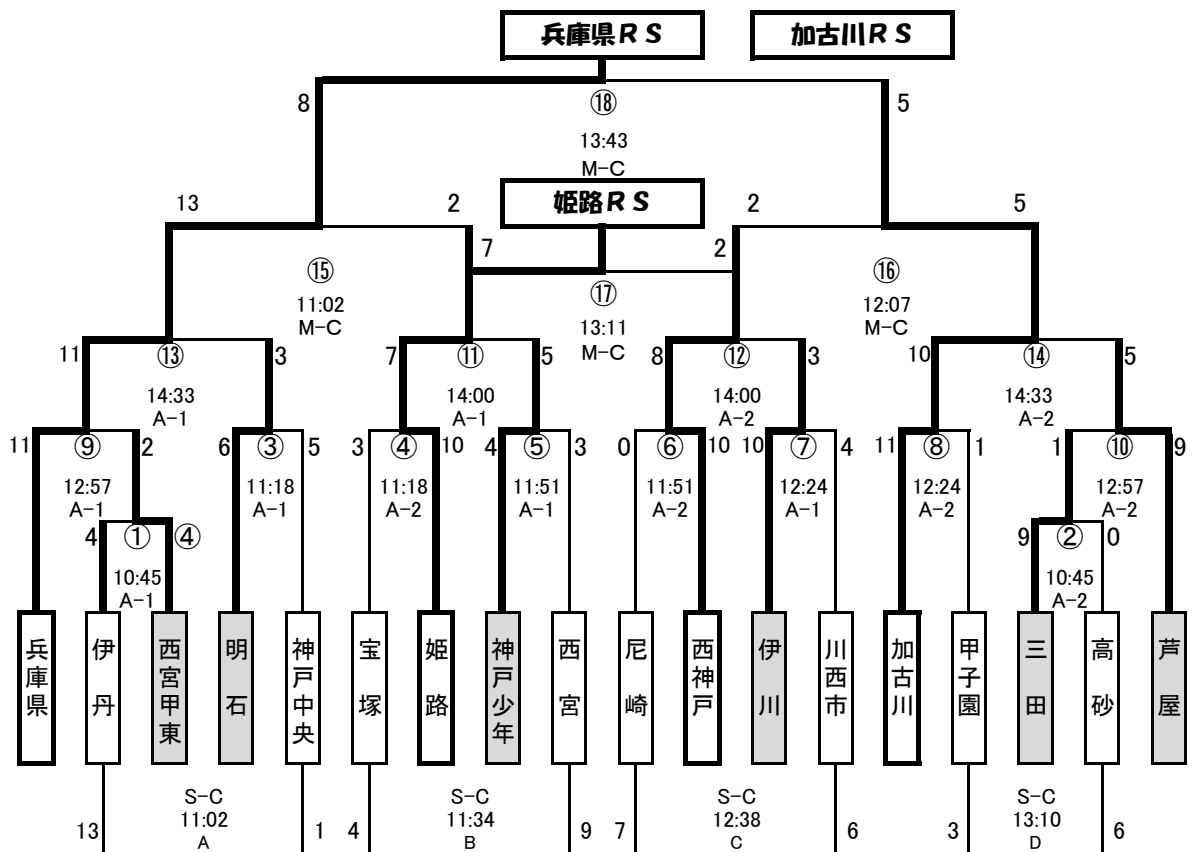 兵庫県ＲＳ 加古川ＲＳ
8 ⑱ 5
13:43
M-C
姫路ＲＳ
13 2 2 5
7 2
⑮ ⑰ ⑯
11:02 13:11 12:07
M-C M-C M-C
11 ⑬ 3 7 ⑪ 5 8 ⑫ 3 10 ⑭ 5
14:33 14:00 14:00 14:33
A-1 A-1 A-2 A-2
11 ⑨ 2 6 ③ 5 3 ④ 10 4 ⑤ 3 0 ⑥ 10 10 ⑦ 4 11 ⑧ 1 1 ⑩ 9
12:57 11:18 11:18 11:51 11:51 12:24 12:24 12:57
A-1 A-1 A-2 A-1 A-2 A-1 A-2 A-2
4 ① ④ 9 ② 0
10:45 10:45
A-1 A-2
兵庫県
伊丹
西宮甲東
明石
神戸中央
宝塚
姫路
神戸少年
西宮
尼崎
西神戸
伊川
川西市
加古川
甲子園
三田
高砂
芦屋
S-C S-C S-C S-C
11:02 11:34 12:38 13:10
13 A 1 4 B 9 7 C 6 3 D 6